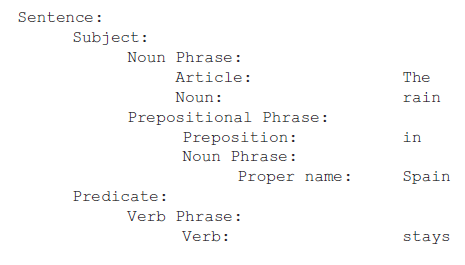 Sentence:
Subject:
Noun Phrase:
Article: The
Noun: rain
Prepositional Phrase:
Preposition: in
Noun Phrase:
Proper name: Spain
Predicate:
Verb Phrase:
Verb: stays